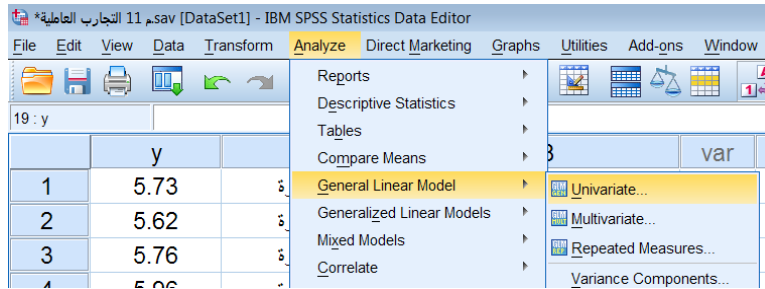 *م 11 التجارب العاملية.sav [DataSet1] - IBM SPSS Statistics Data Editor
File Edit View Data Transform Analyze Direct Marketing Graphs Utilities Add-ons Window
19 : y
Reports
Descriptive Statistics
Tables
y
Compare Means
var
1 5.73
General Linear Model
Univariate...
2 5.62
Generalized Linear Models
Multivariate...
Mixed Models
Repeated Measures...
3 5.76
Correlate
Variance Components...
4 5.96